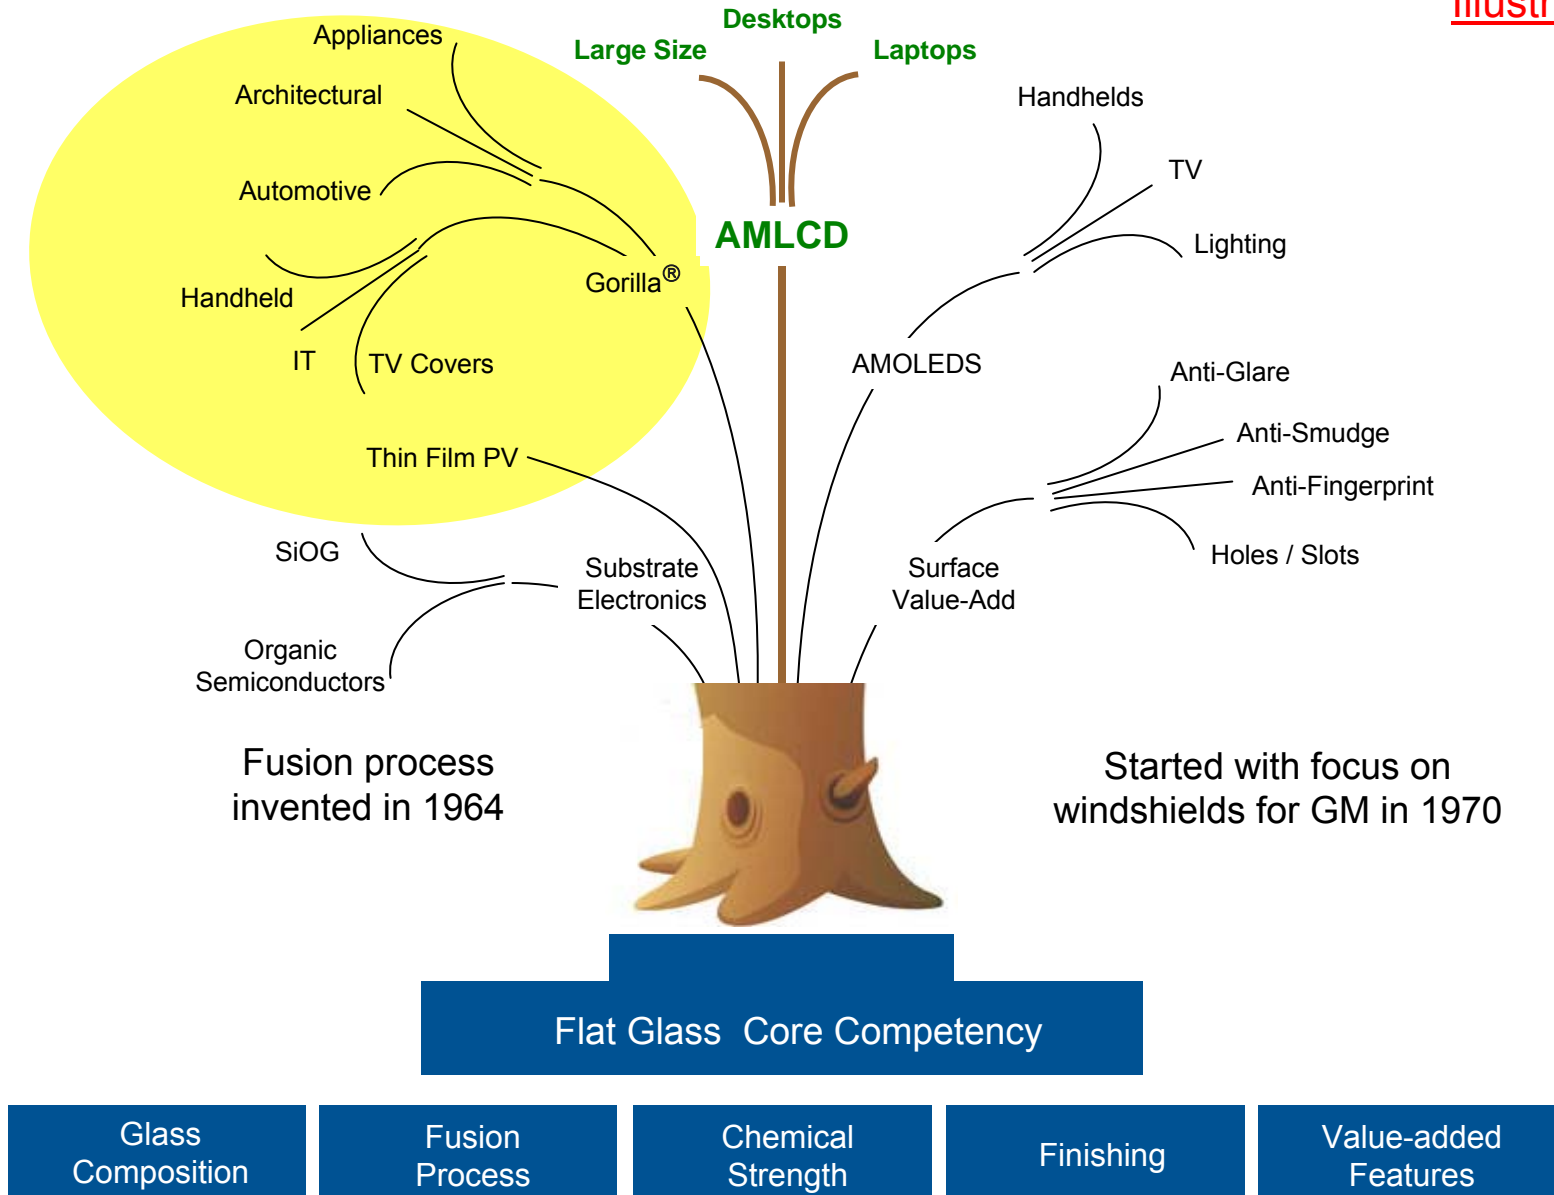 Desktops
Large Size
Laptops
Appliances
Architectural
Automotive
Handheld
IT
TV Covers
Gorilla®
AMLCD
Handhelds
TV
Lighting
AMOLEDS
Anti-Glare
Anti-Smudge
Anti-Fingerprint
Holes / Slots
Thin Film PV
SiOG
Substrate
Electronics
Organic
Semiconductors
Surface
Value-Add
Fusion process
invented in 1964
Started with focus on
windshields for GM in 1970
Flat Glass  Core Competency
Glass
Composition
Fusion
Process
Chemical
Strength
Finishing
Value-added
Features